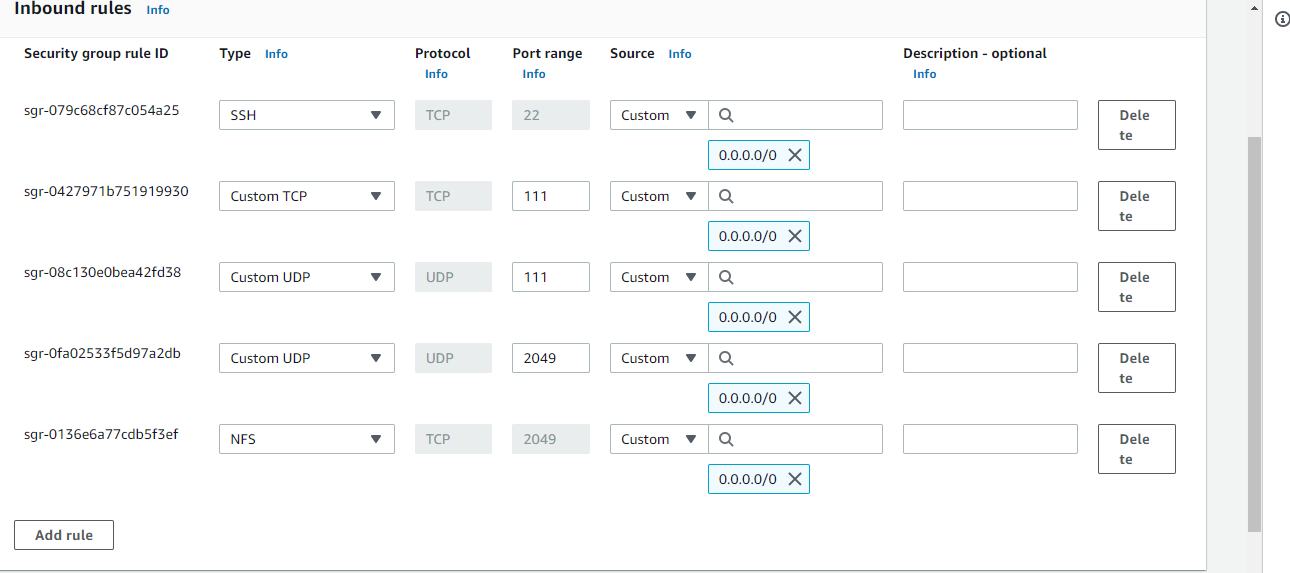 Inbound rules Info
Security group rule ID Type Info Protocol Info Port range Info Source Info Description - optional Info
sgr-079c68cf87c054a25 SSH TCP 22 Custom Delete
0.0.0.0/0
sgr-0427971b751919930 Custom TCP TCP 111 Custom Delete
0.0.0.0/0
sgr-08c130e0bea42fd38 Custom UDP UDP 111 Custom Delete
0.0.0.0/0
sgr-0fa02533f5d97a2db Custom UDP UDP 2049 Custom Delete
0.0.0.0/0
sgr-0136e6a77cdb5f3ef NFS TCP 2049 Custom Delete
0.0.0.0/0
Add rule